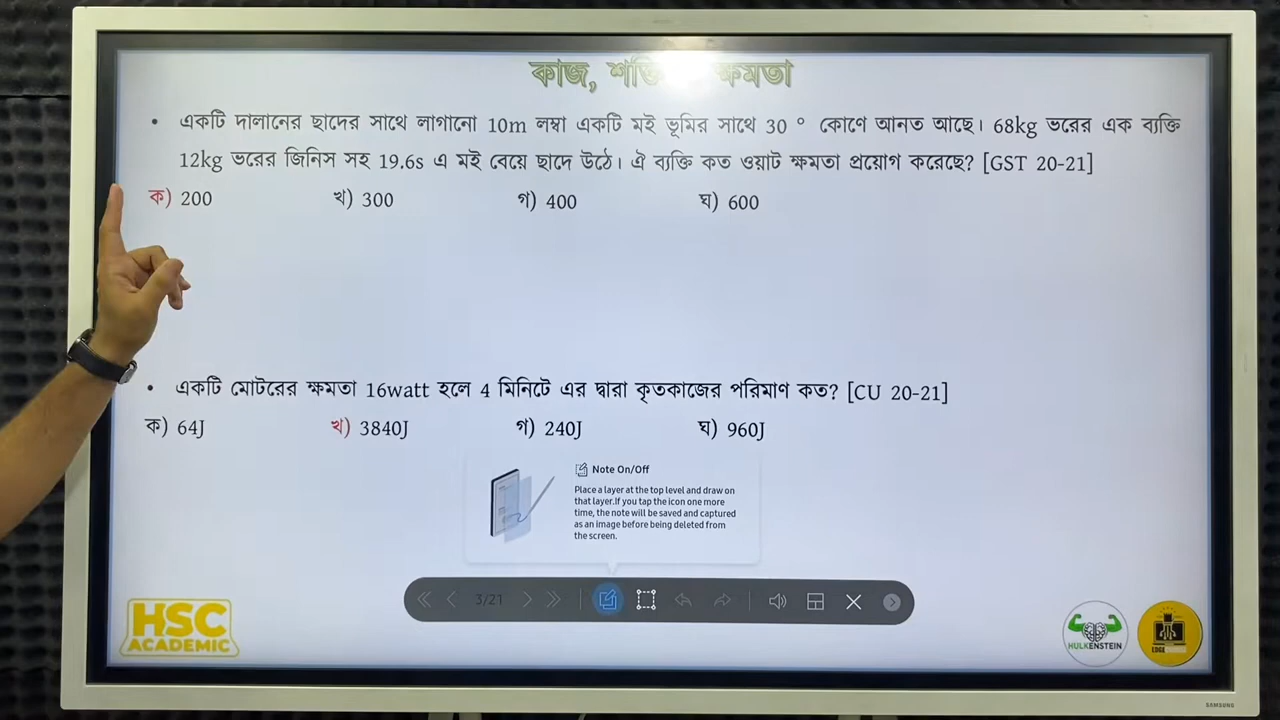 কাজ, শক্তি ক্ষমতা
• একটি দালানের ছাদের সাথে লাগানো 10m লম্বা একটি মই ভূমির সাথে 30 ° কোণে আনত আছে। 68kg ভরের এক ব্যক্তি
12kg ভরের জিনিস সহ 19.6s এ মই বেয়ে ছাদে উঠে। ঐ ব্যক্তি কত ওয়াট ক্ষমতা প্রয়োগ করেছে? [GST 20-21]
ক) 200 খ) 300 গ) 400 ঘ) 600
• একটি মোটরের ক্ষমতা 16watt হলে 4 মিনিটে এর দ্বারা কৃতকাজের পরিমাণ কত? [CU 20-21]
ক) 64J খ) 3840J গ) 240J ঘ) 960J
Note On/Off
Place a layer at the top level and draw on
that layer.If you tap the icon one more
time, the note will be saved and captured
as an image before being deleted from
the screen.
3/21
HSC
ACADEMIC
HULKENSTEIN
SAMSUNG